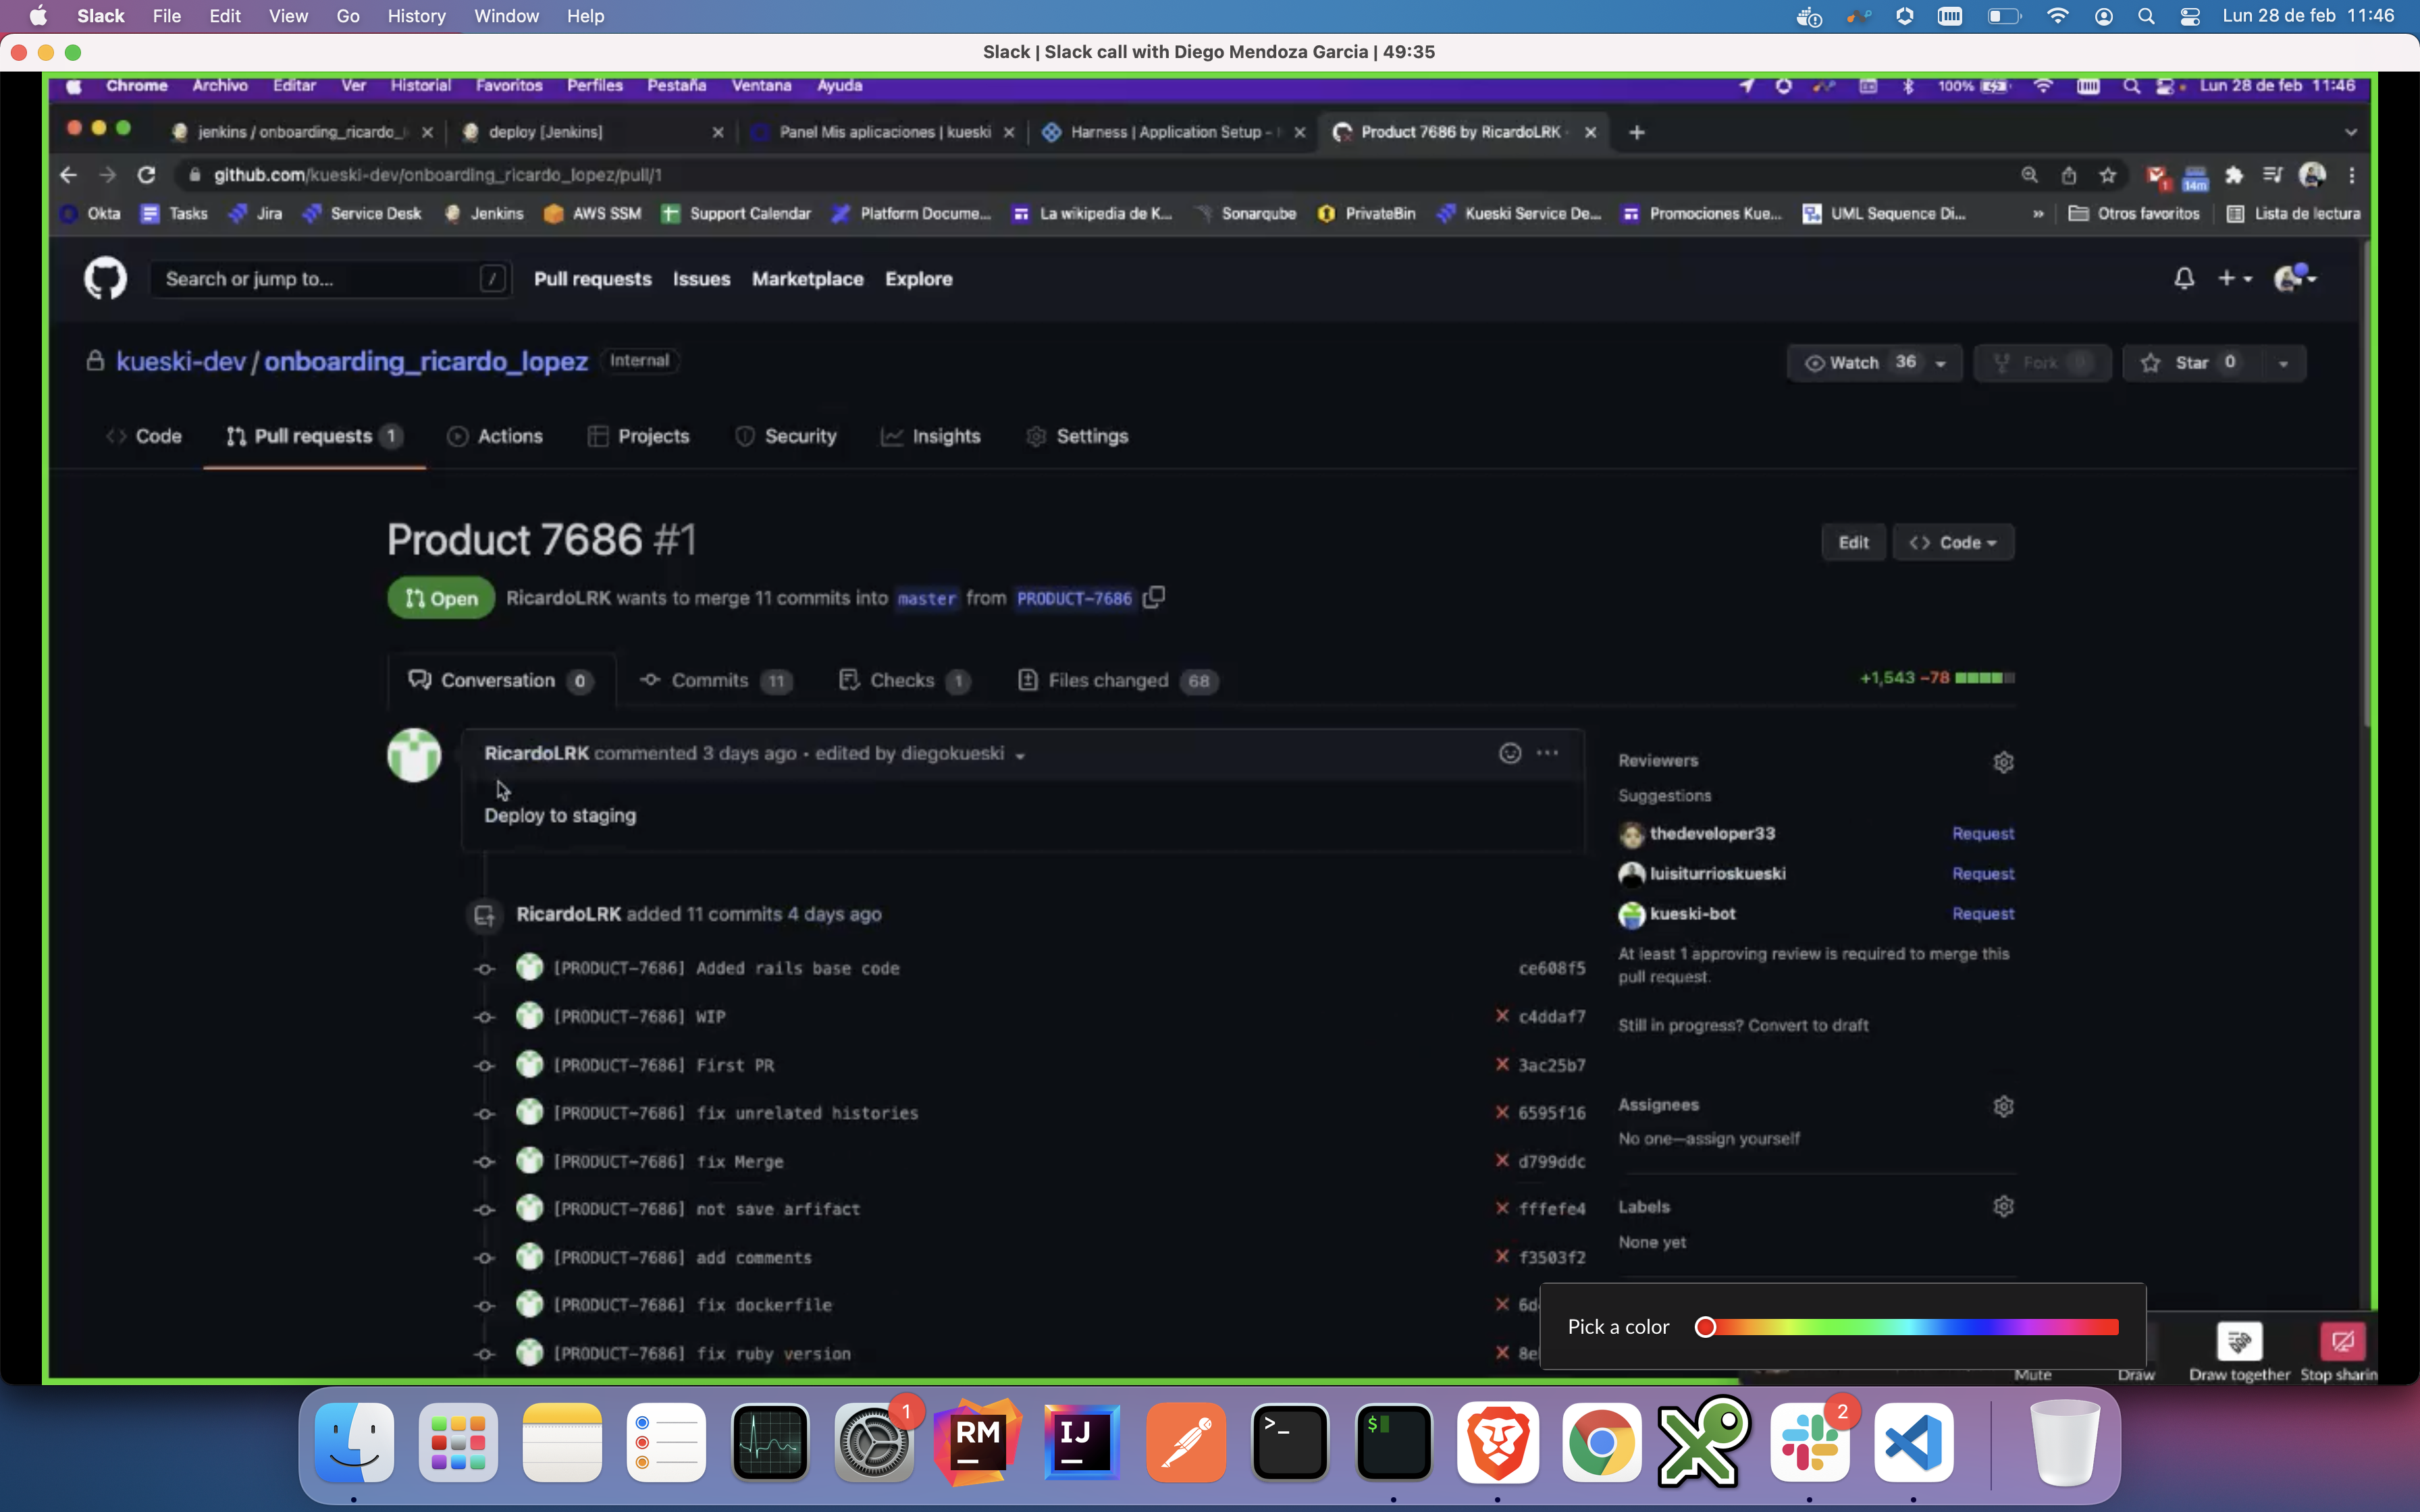 Slack File Edit View Go History Window Help Lun 28 de feb 11:46
Slack | Slack call with Diego Mendoza Garcia | 49:35
Chrome Archivo Editar Ver Historial Favoritos Perfiles Pestaña Ventana Ayuda 100% Lun 28 de feb 11:46
jenkins / onboarding_ricardo_l deploy [Jenkins] Panel Mis aplicaciones | kueski Harness | Application Setup - Product 7686 by RicardoLRK
github.com/kueski-dev/onboarding_ricardo_lopez/pull/1 1 14m
Okta Tasks Jira Service Desk Jenkins AWS SSM Support Calendar Platform Docume... La wikipedia de K... Sonarqube PrivateBin Kueski Service De... Promociones Kue... UML Sequence Di... » Otros favoritos Lista de lectura
Search or jump to... / Pull requests Issues Marketplace Explore
kueski-dev / onboarding_ricardo_lopez Internal Watch 36 Fork 0 Star 0
Code Pull requests 1 Actions Projects Security Insights Settings
Product 7686 #1 Edit Code
Open RicardoLRK wants to merge 11 commits into master from PRODUCT-7686
Conversation 0 Commits 11 Checks 1 Files changed 68 +1,543 −78
RicardoLRK commented 3 days ago • edited by diegokueski
Deploy to staging
RicardoLRK added 11 commits 4 days ago
[PRODUCT-7686] Added rails base code ce608f5
[PRODUCT-7686] WIP c4ddaf7
[PRODUCT-7686] First PR 3ac25b7
[PRODUCT-7686] fix unrelated histories 6595f16
[PRODUCT-7686] fix Merge d799ddc
[PRODUCT-7686] not save arfifact fffefe4
[PRODUCT-7686] add comments f3503f2
[PRODUCT-7686] fix dockerfile 6d
[PRODUCT-7686] fix ruby version 8e
Reviewers
Suggestions
thedeveloper33 Request
luisiturrioskueski Request
kueski-bot Request
At least 1 approving review is required to merge this
pull request.
Still in progress? Convert to draft
Assignees
No one—assign yourself
Labels
None yet
Pick a color
Mute Draw Draw together Stop sharin
1 RM IJ >_ $ 2